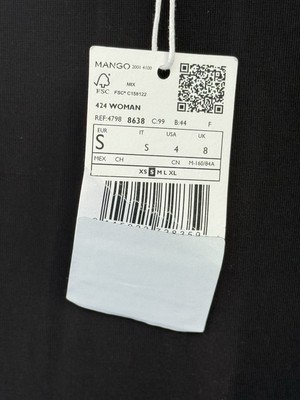 MANGO 2001 4100
MIX
FSC FSC® C158122
424 WOMAN
REF:4798 8638 C:99 B:44 F
EUR IT USA UK
S S 4 8
MEX CH CN M-160/84A
XS S M L XL